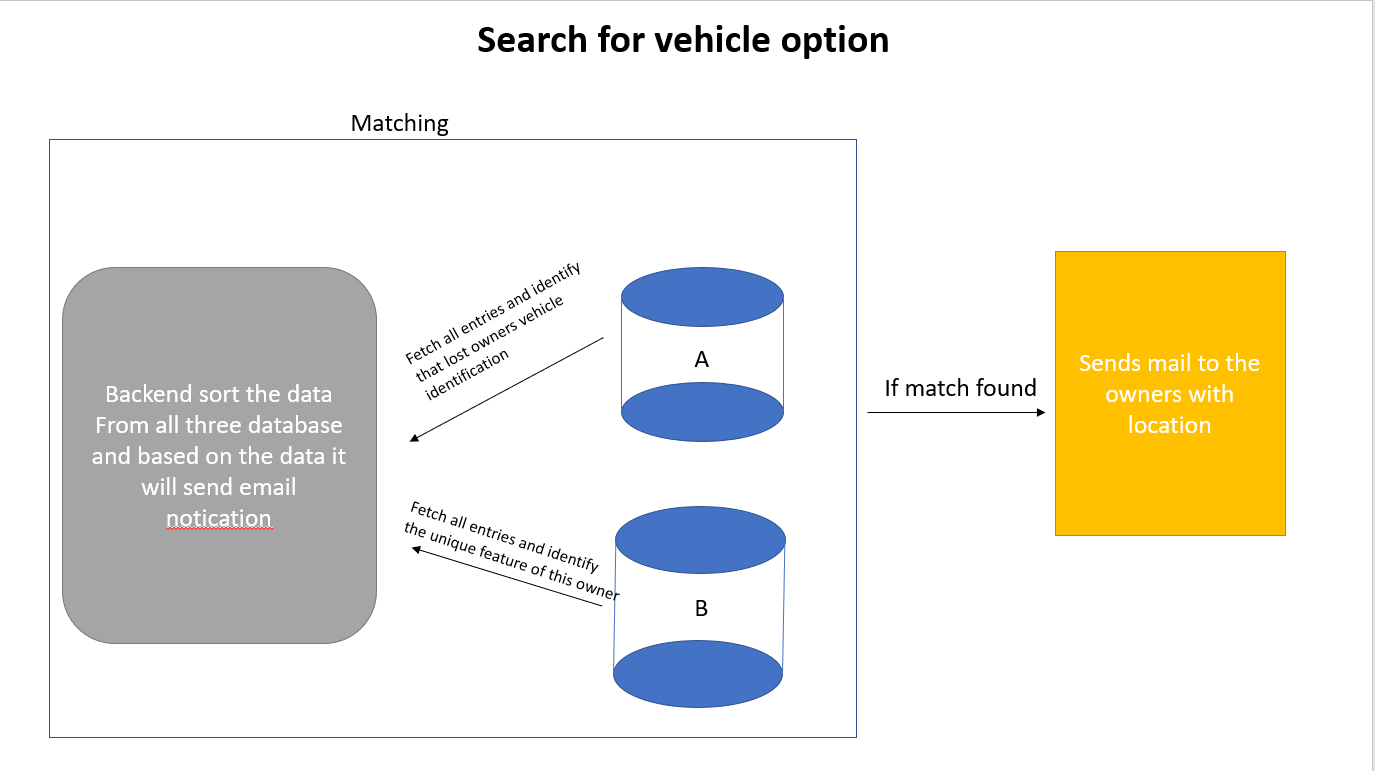 Search for vehicle option
Matching
Fetch all entries and identify
that lost owners vehicle
identification
A
Backend sort the data
From all three database
and based on the data it
will send email
notication
If match found
Sends mail to the
owners with
location
Fetch all entries and identify
the unique feature of this owner
B